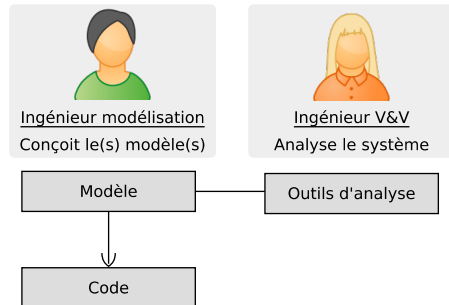 Ingénieur modélisation
Conçoit le(s) modèle(s)
Ingénieur V&V
Analyse le système
Modèle
Outils d'analyse
Code